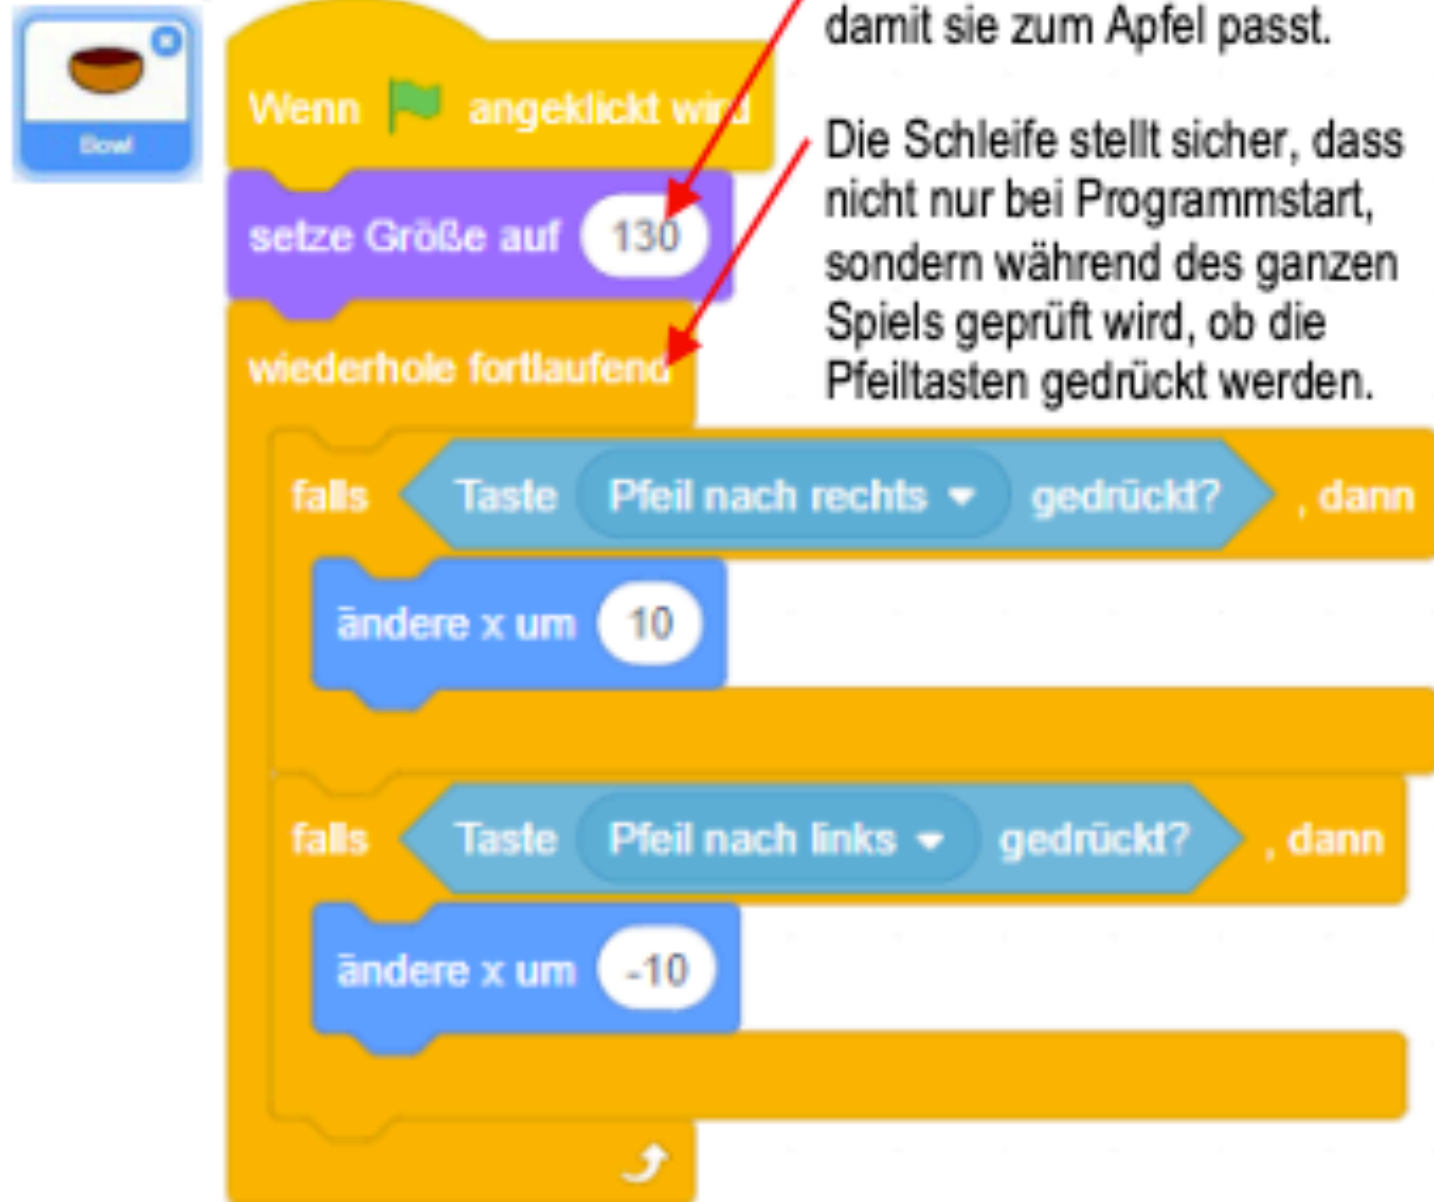 damit sie zum Apfel passt.
Bowl
Wenn angeklickt wird
Die Schleife stellt sicher, dass
nicht nur bei Programmstart,
sondern während des ganzen
Spiels geprüft wird, ob die
Pfeiltasten gedrückt werden.
setze Größe auf 130
wiederhole fortlaufend
falls Taste Pfeil nach rechts gedrückt? , dann
ändere x um 10
falls Taste Pfeil nach links gedrückt? , dann
ändere x um -10